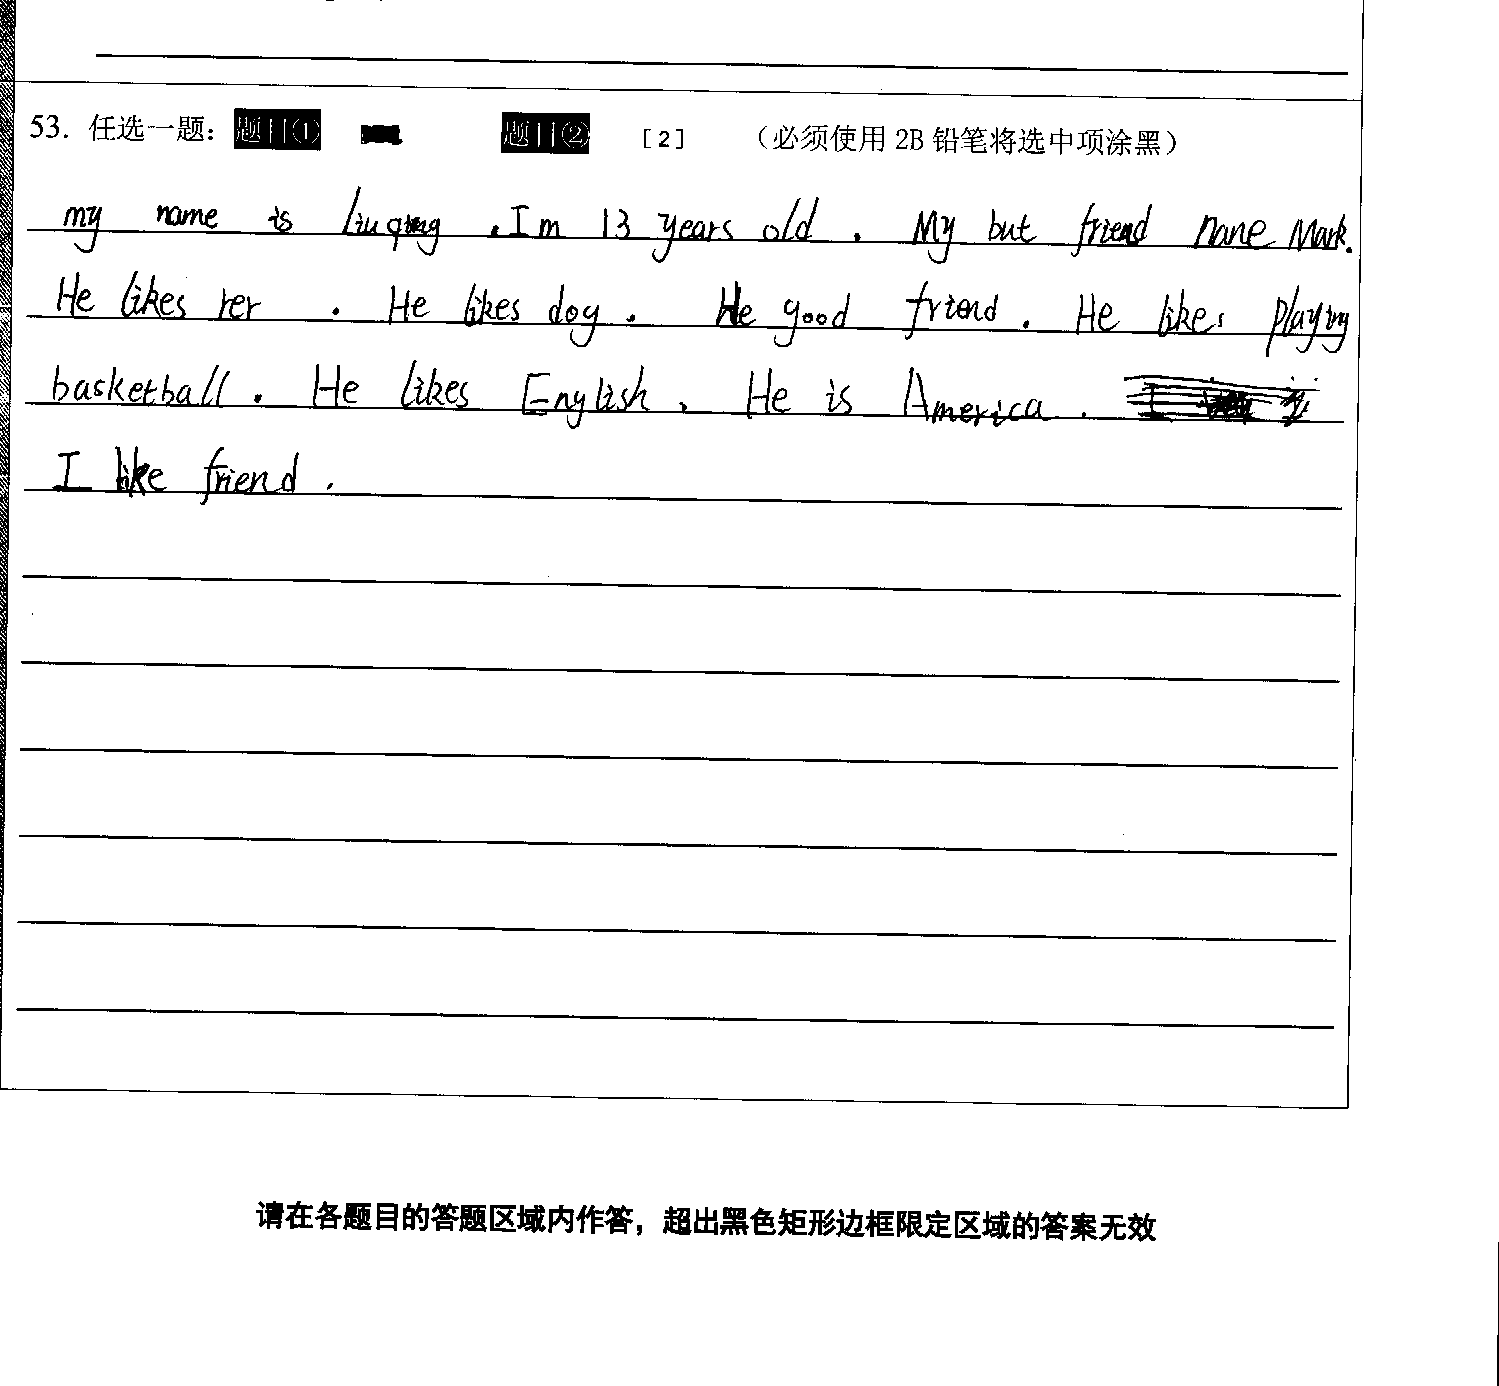 53. 任选一题： 题目① 题目② [2] （必须使用 2B 铅笔将选中项涂黑）
my name is Liuqing .Im 13 years old . My but friend name Mark.
He likes rer . He likes dog . He good friend . He likes playing
basketball . He likes English . He is America .
I like friend .
请在各题目的答题区域内作答，超出黑色矩形边框限定区域的答案无效